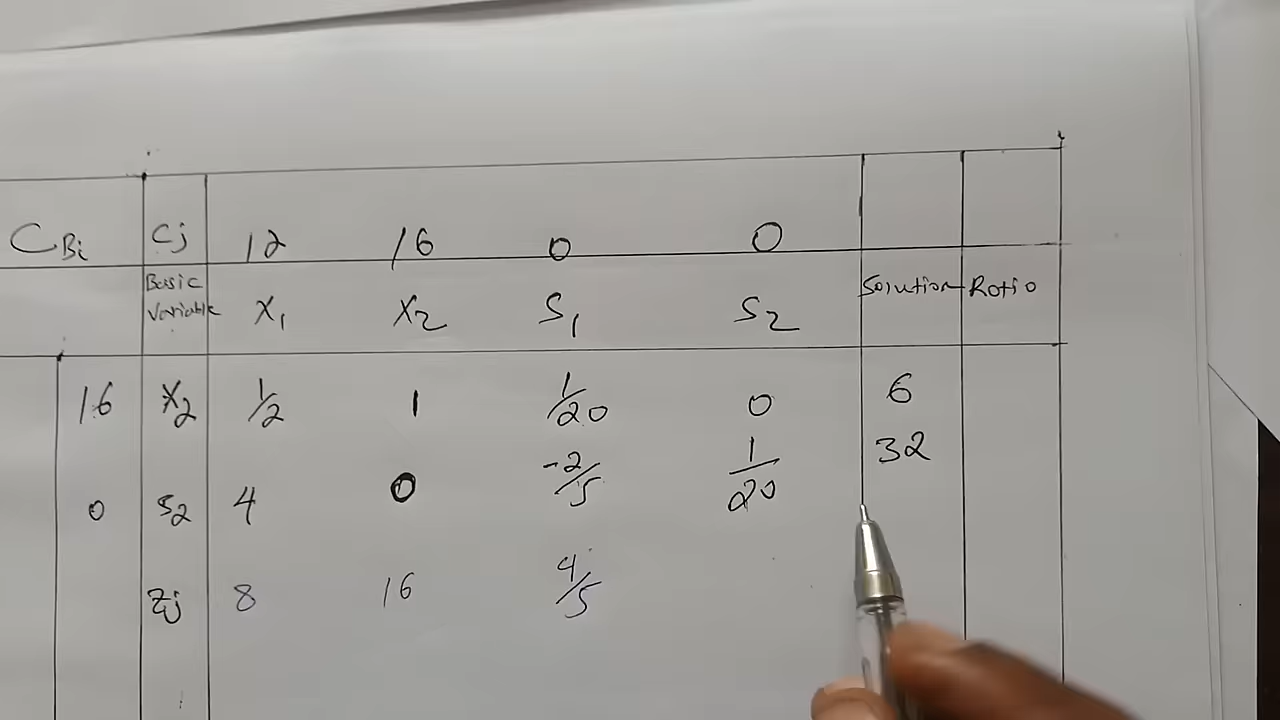 C_Bi Cj 12 16 0 0
Basic Variable X₁ X₂ S₁ S₂ Solution Ratio
16 X₂ 1/2 1 1/20 0 6
0 S₂ 4 0 -2/5 1/20 32
Zj 8 16 4/5